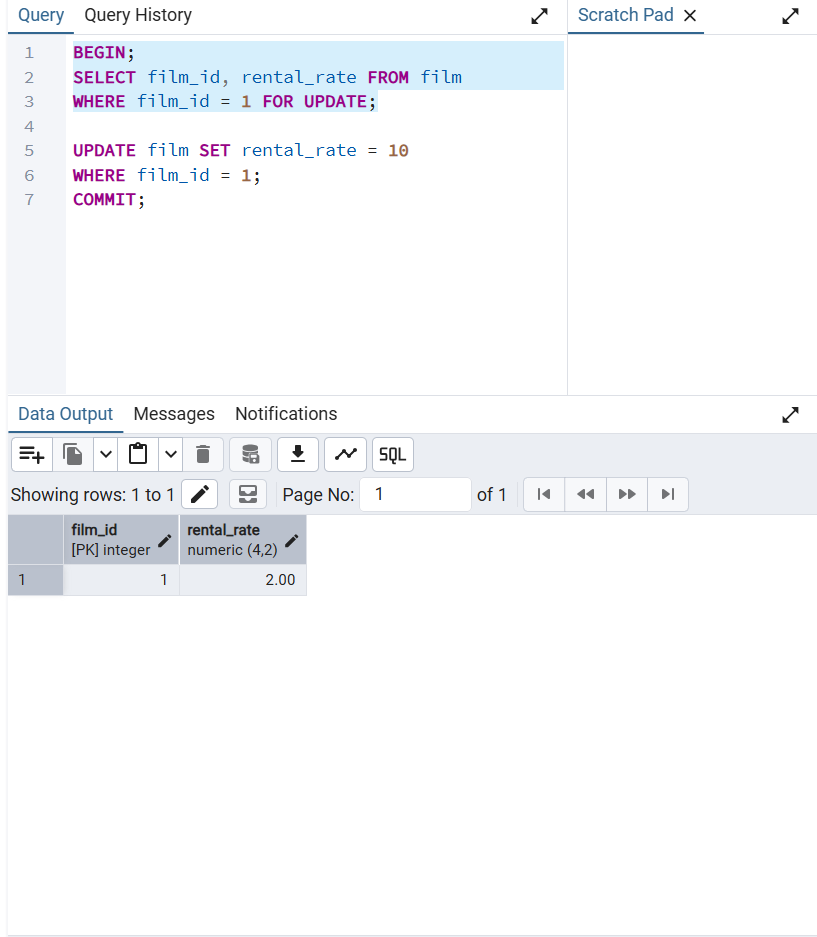 Query Query History Scratch Pad
1 BEGIN;
2 SELECT film_id, rental_rate FROM film
3 WHERE film_id = 1 FOR UPDATE;
4
5 UPDATE film SET rental_rate = 10
6 WHERE film_id = 1;
7 COMMIT;
Data Output Messages Notifications
SQL
Showing rows: 1 to 1 Page No: 1 of 1
film_id rental_rate
[PK] integer numeric (4,2)
1 1 2.00